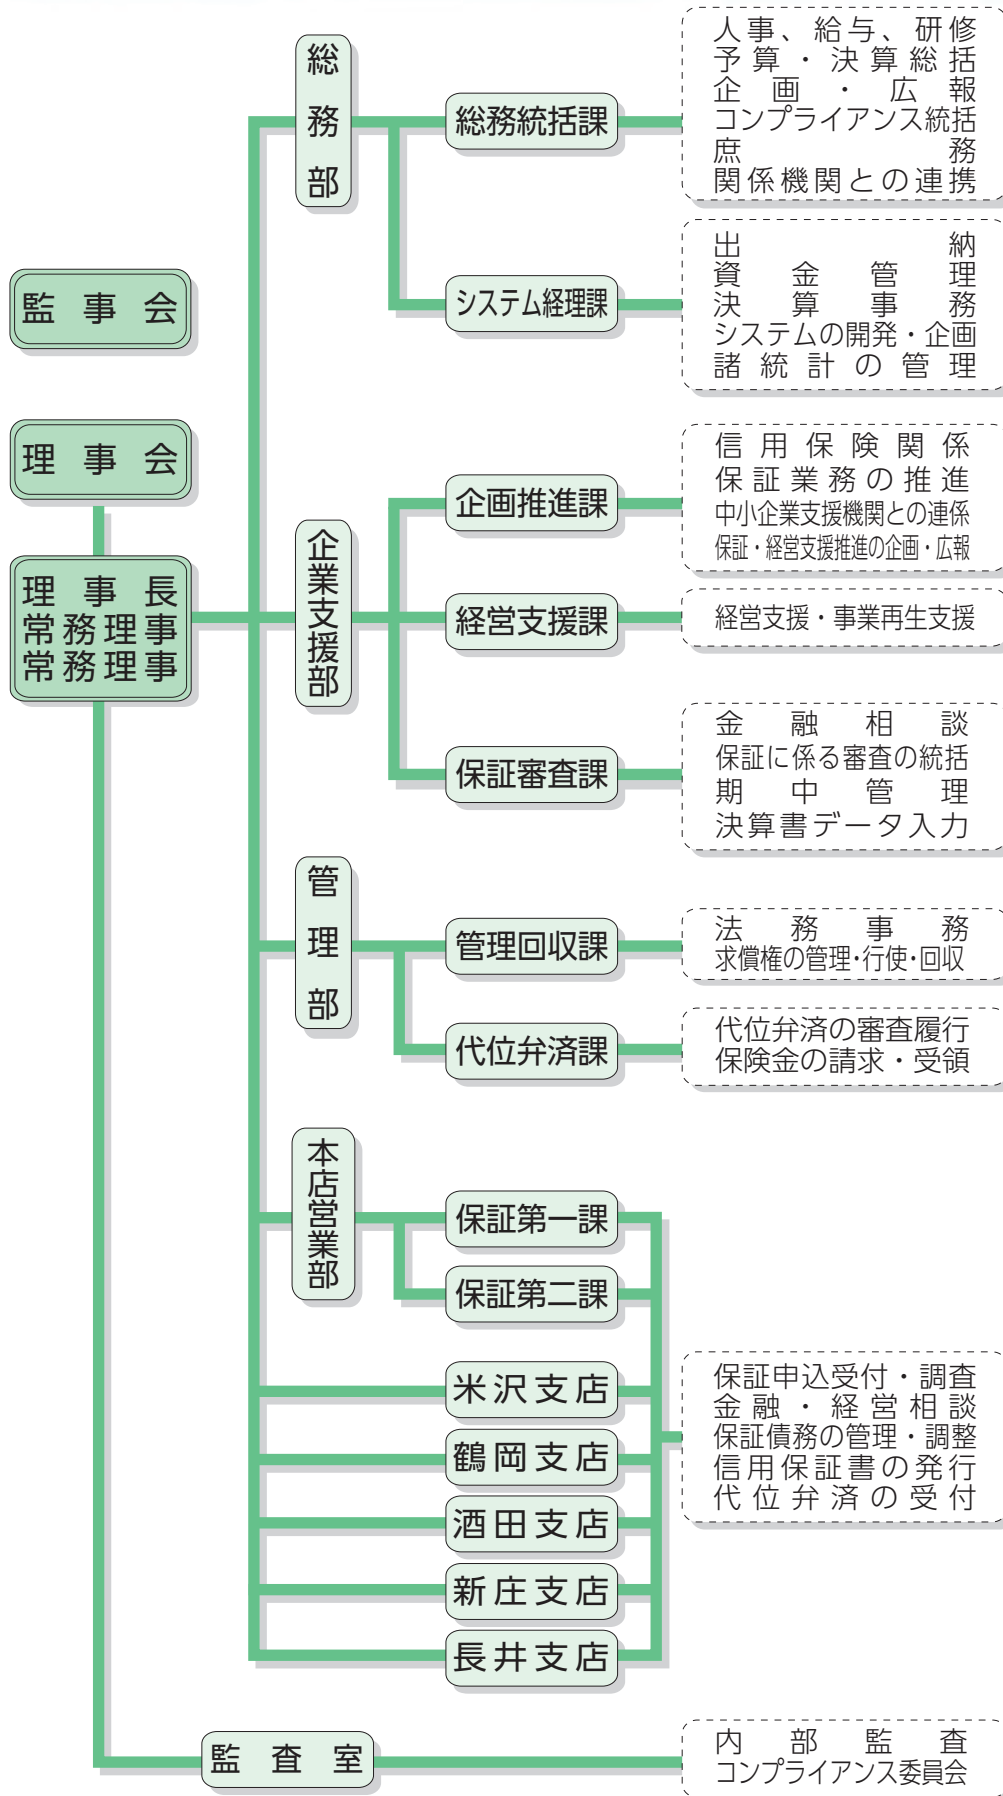 監事会
理事会
理事長
常務理事
常務理事
総務部
総務統括課
人事、給与、研修
予算・決算総括
企画・広報
コンプライアンス統括
庶務
関係機関との連携
システム経理課
出納
資金管理
決算事務
システムの開発・企画
諸統計の管理
企業支援部
企画推進課
信用保険関係
保証業務の推進
中小企業支援機関との連係
保証・経営支援推進の企画・広報
経営支援課
経営支援・事業再生支援
保証審査課
金融相談
保証に係る審査の統括
期中管理
決算書データ入力
管理部
管理回収課
法務事務
求償権の管理・行使・回収
代位弁済課
代位弁済の審査履行
保険金の請求・受領
本店営業部
保証第一課
保証第二課
米沢支店
鶴岡支店
酒田支店
新庄支店
長井支店
保証申込受付・調査
金融・経営相談
保証債務の管理・調整
信用保証書の発行
代位弁済の受付
監査室
内部監査
コンプライアンス委員会